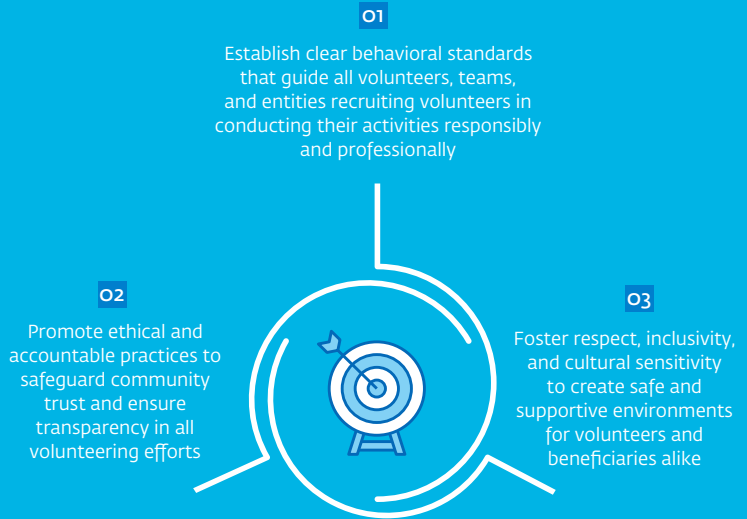 01
Establish clear behavioral standards
that guide all volunteers, teams,
and entities recruiting volunteers in
conducting their activities responsibly
and professionally
02
Promote ethical and
accountable practices to
safeguard community
trust and ensure
transparency in all
volunteering efforts
03
Foster respect, inclusivity,
and cultural sensitivity
to create safe and
supportive environments
for volunteers and
beneficiaries alike